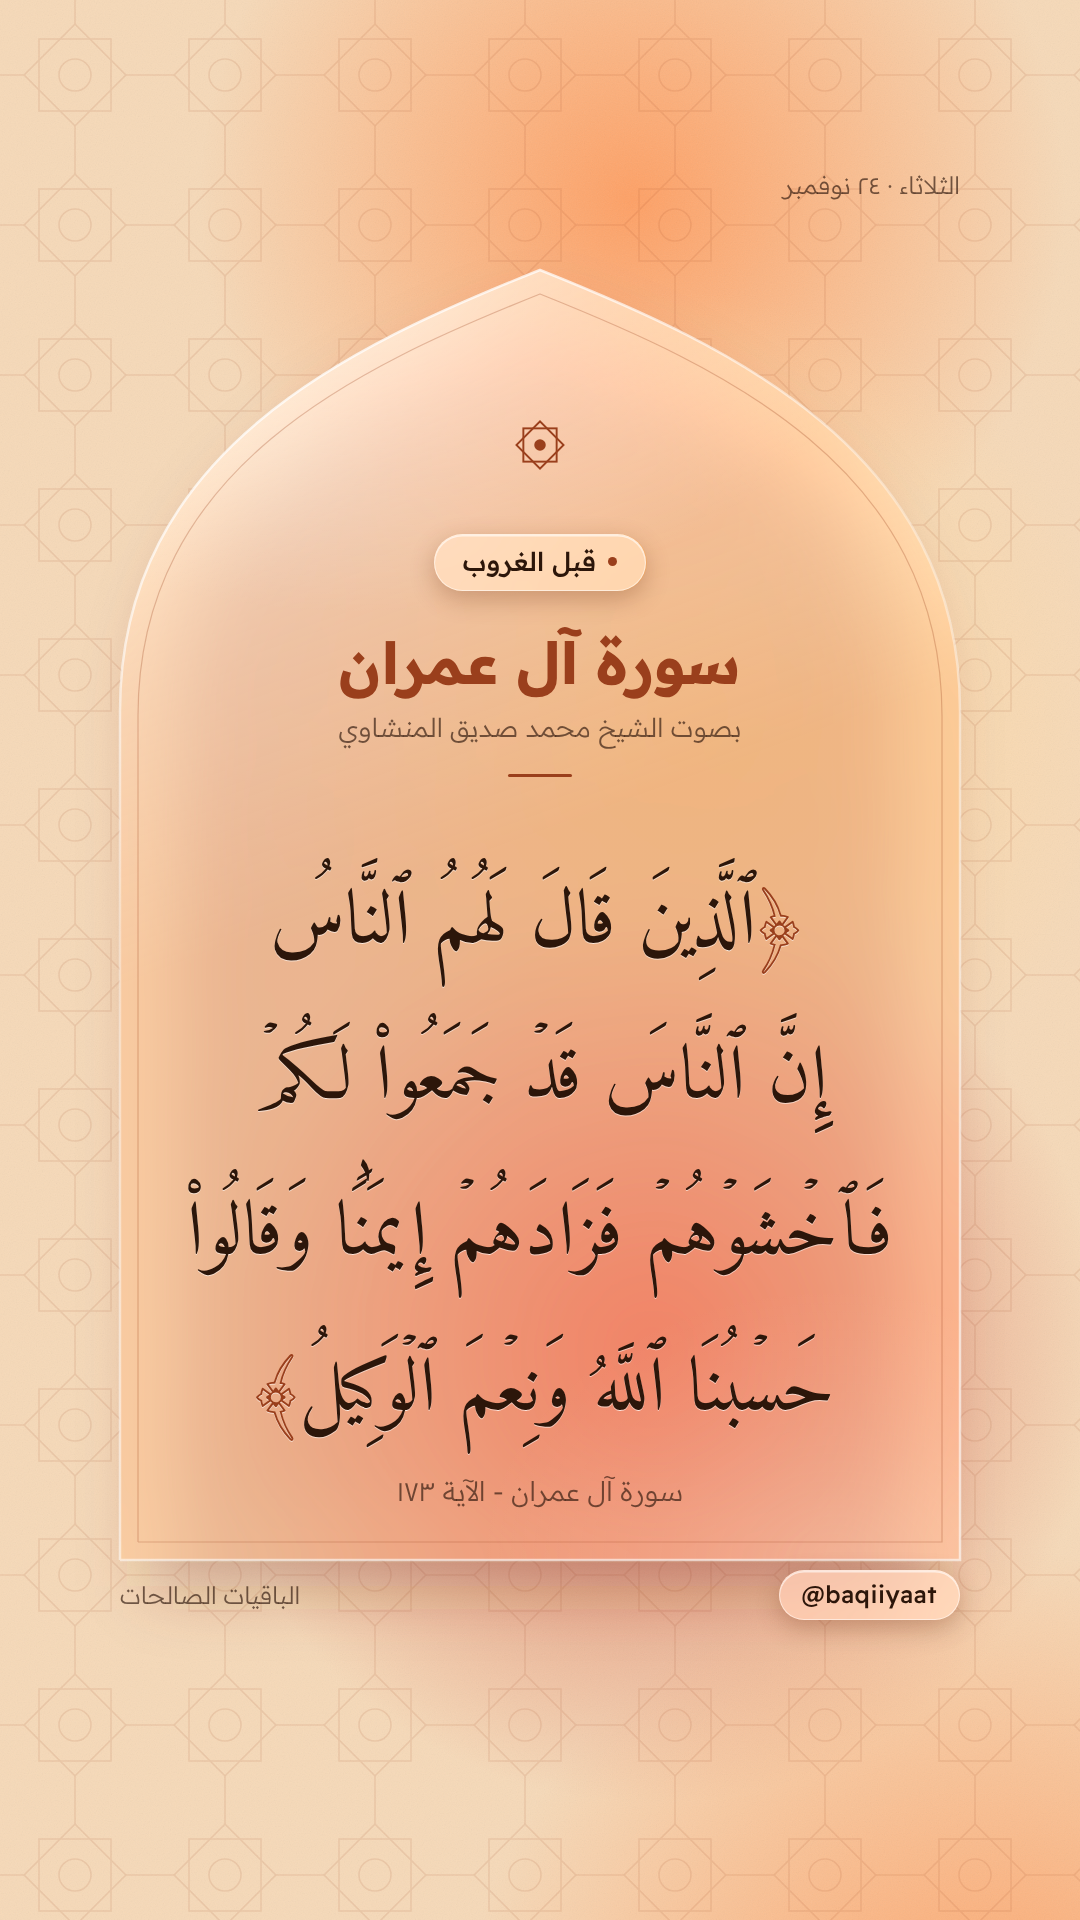 الثلاثاء · ٢٤ نوفمبر
قبل الغروب
سورة آل عمران
بصوت الشيخ محمد صديق المنشاوي
﴿ٱلَّذِينَ قَالَ لَهُمُ ٱلنَّاسُ
إِنَّ ٱلنَّاسَ قَدۡ جَمَعُواْ لَكُمۡ
فَٱخۡشَوۡهُمۡ فَزَادَهُمۡ إِيمَٰنٗا وَقَالُواْ
حَسۡبُنَا ٱللَّهُ وَنِعۡمَ ٱلۡوَكِيلُ﴾
سورة آل عمران - الآية ١٧٣
@baqiiyaat
الباقيات الصالحات